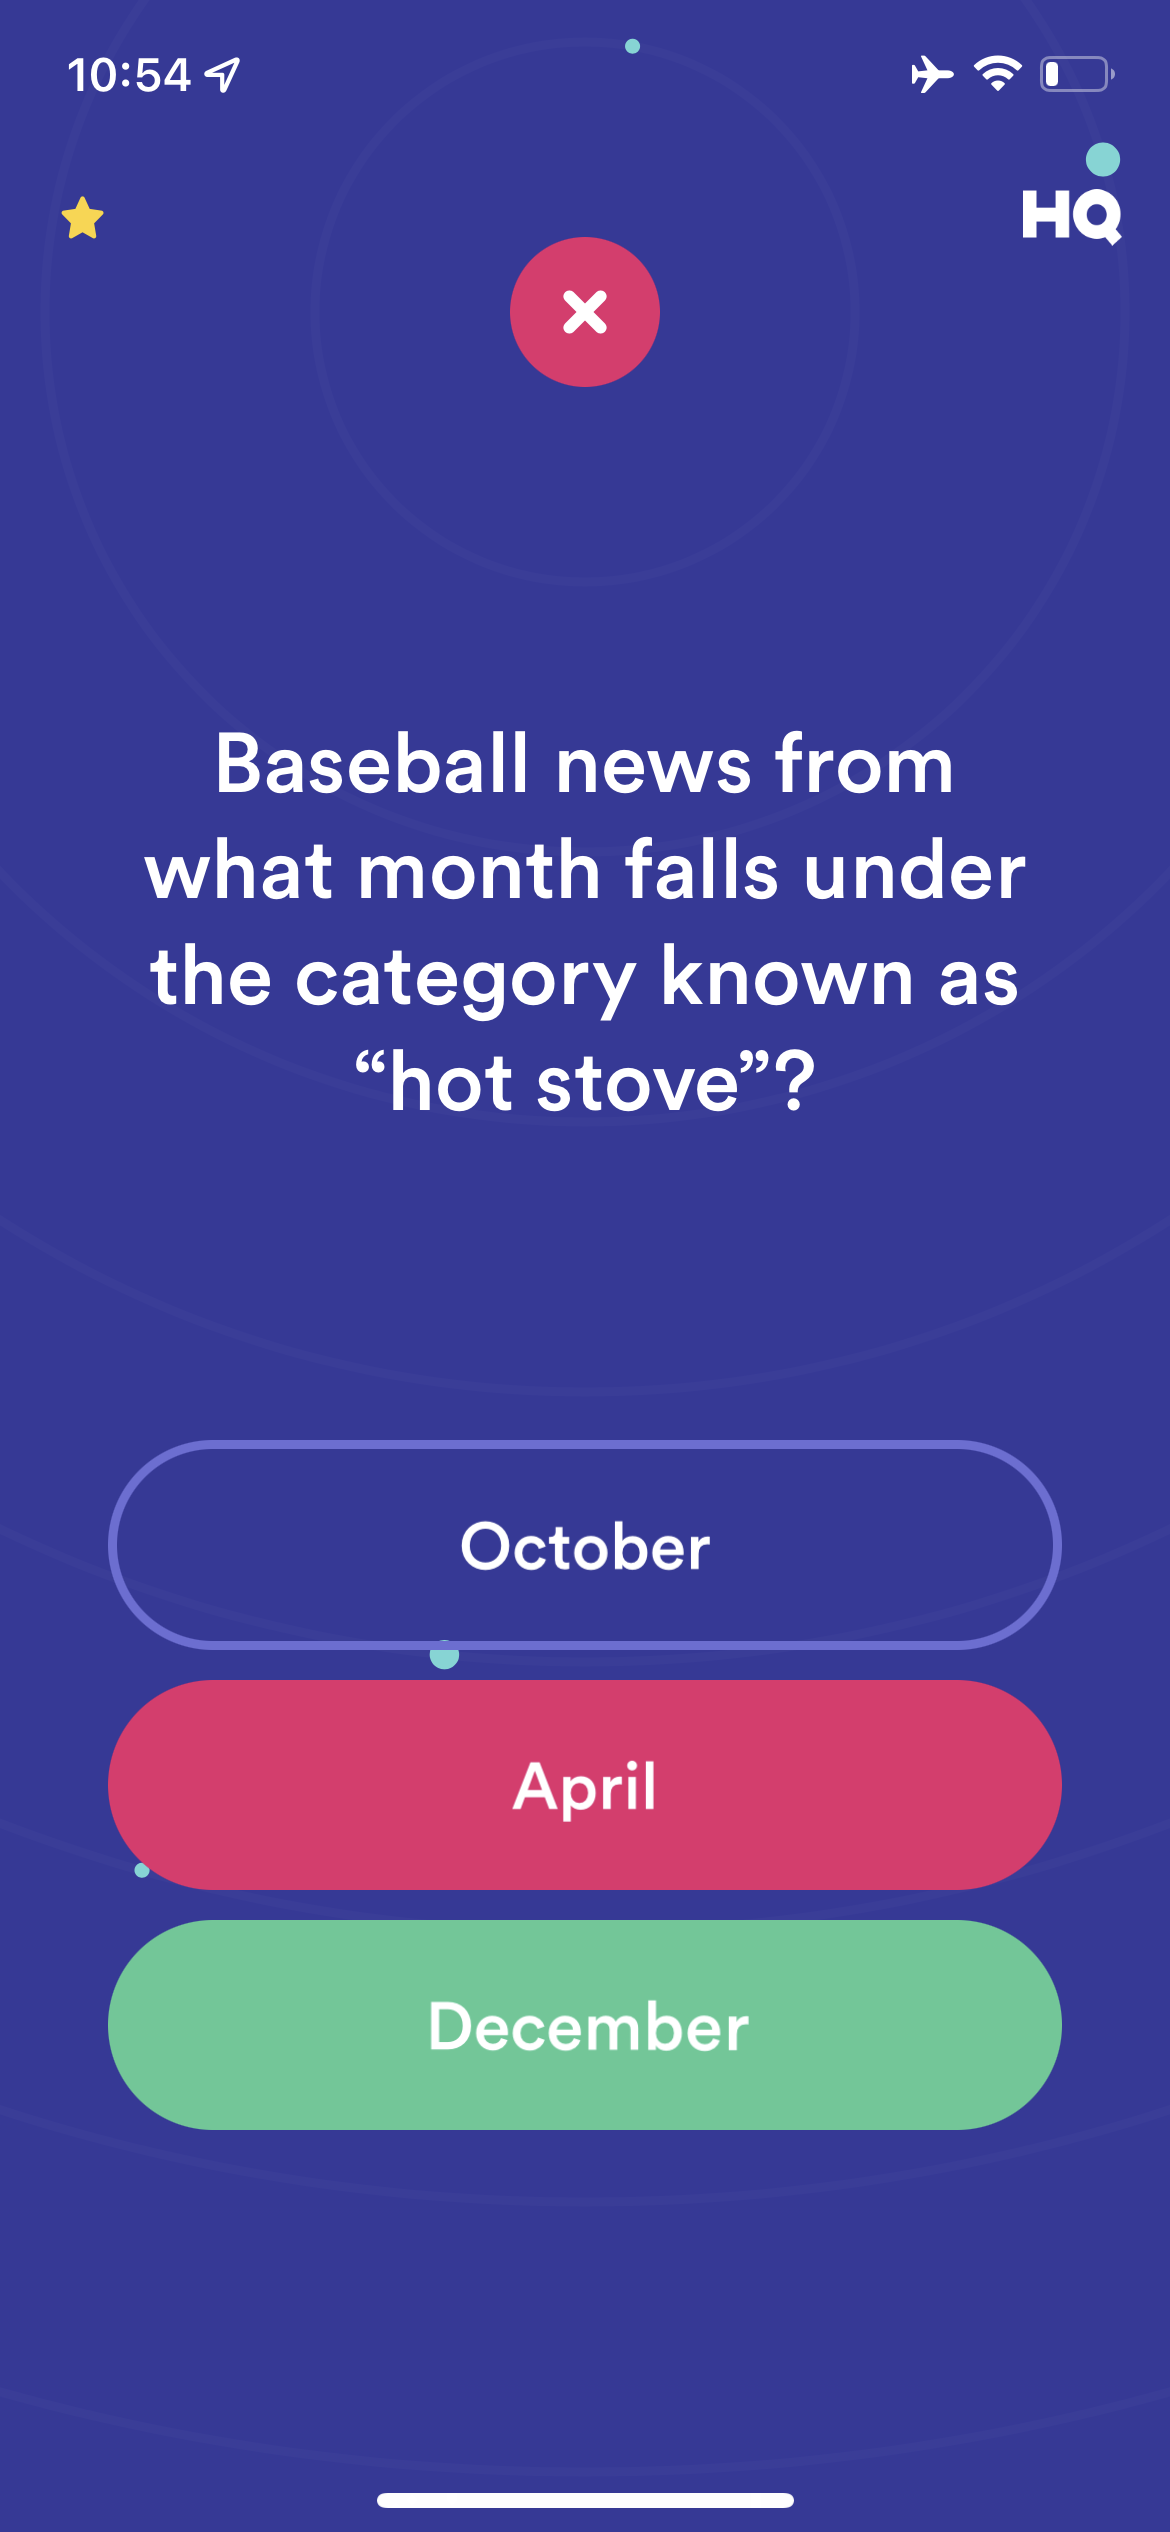 10:54
HQ
Baseball news from
what month falls under
the category known as
“hot stove”?
October
April
December